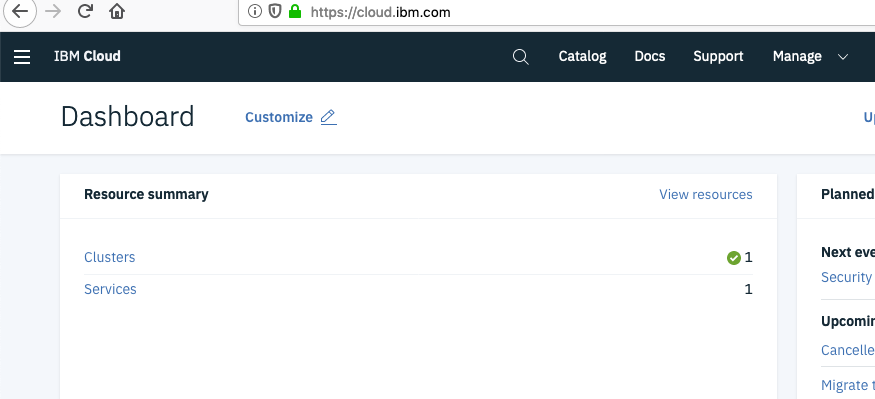 https://cloud.ibm.com
IBM Cloud Catalog Docs Support Manage
Dashboard Customize
Resource summary View resources
Clusters 1
Services 1
Planned
Next eve
Security
Upcomin
Cancelle
Migrate t